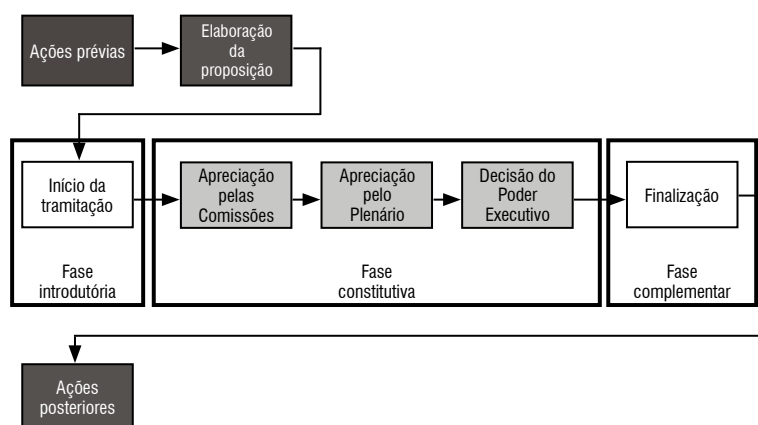 Ações prévias
Elaboração
da
proposição
Início da
tramitação
Apreciação
pelas
Comissões
Apreciação
pelo
Plenário
Decisão do
Poder
Executivo
Finalização
Fase
introdutória
Fase
constitutiva
Fase
complementar
Ações
posteriores